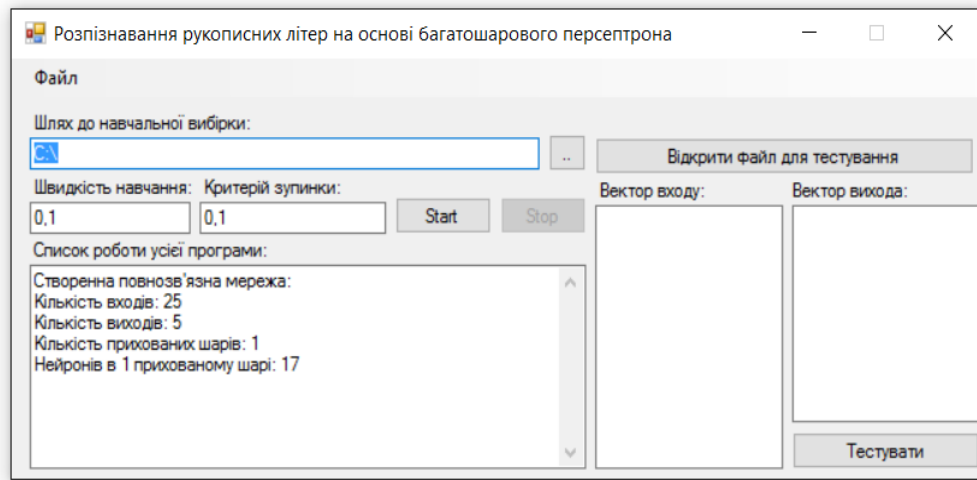 Розпізнавання рукописних літер на основі багатошарового персептрона
Файл
Шлях до навчальної вибірки:
C:\
..
Відкрити файл для тестування
Швидкість навчання: Критерій зупинки:
0,1
0,1
Start
Stop
Вектор входу:
Вектор вихода:
Список роботи усієї програми:
Створенна повнозв'язна мережа:
Кількість входів: 25
Кількість виходів: 5
Кількість прихованих шарів: 1
Нейронів в 1 прихованому шарі: 17
Тестувати